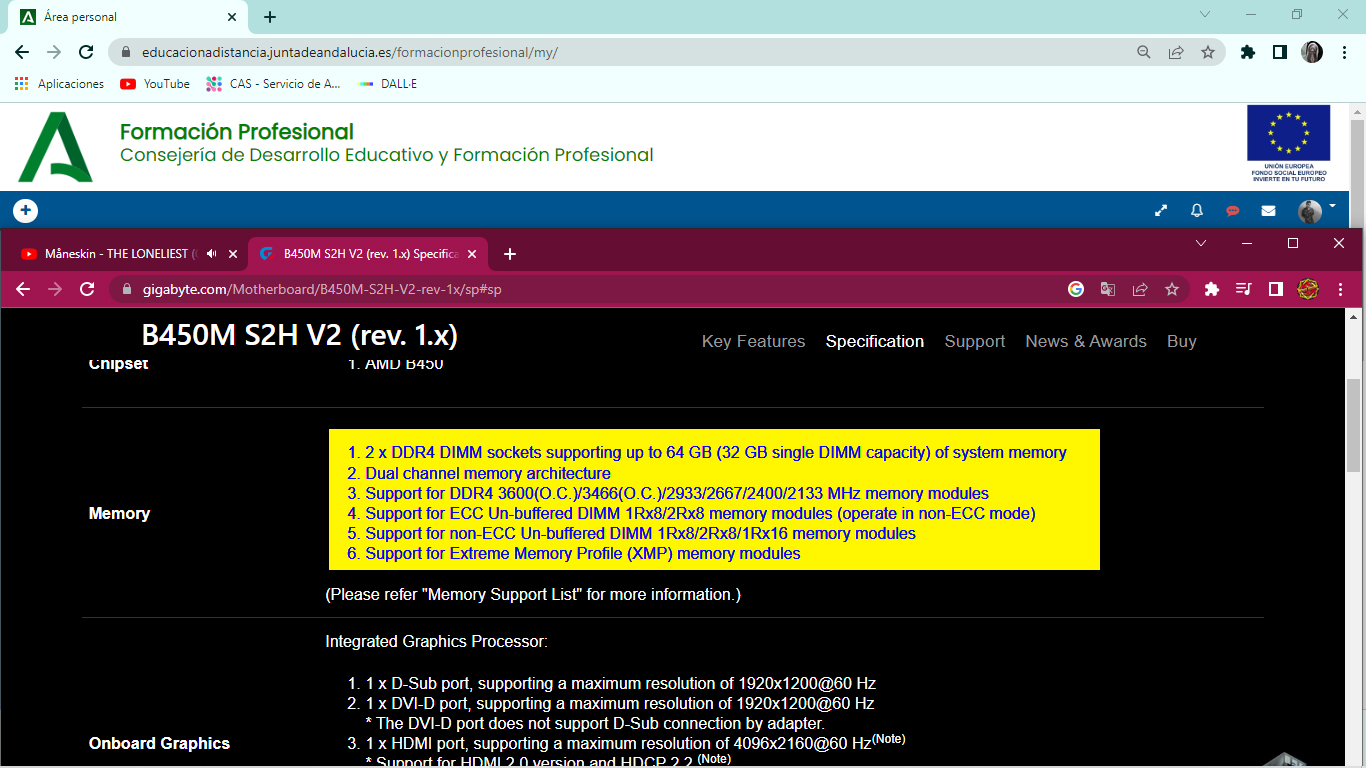 Área personal
educacionadistancia.juntadeandalucia.es/formacionprofesional/my/
Aplicaciones YouTube CAS - Servicio de A... DALL·E
Formación Profesional
Consejería de Desarrollo Educativo y Formación Profesional
UNIÓN EUROPEA
FONDO SOCIAL EUROPEO
INVIERTE EN TU FUTURO
Måneskin - THE LONELIEST ( B450M S2H V2 (rev. 1.x) Specifica
gigabyte.com/Motherboard/B450M-S2H-V2-rev-1x/sp#sp
B450M S2H V2 (rev. 1.x) Key Features Specification Support News & Awards Buy
Chipset 1. AMD B450
1. 2 x DDR4 DIMM sockets supporting up to 64 GB (32 GB single DIMM capacity) of system memory
2. Dual channel memory architecture
3. Support for DDR4 3600(O.C.)/3466(O.C.)/2933/2667/2400/2133 MHz memory modules
Memory
4. Support for ECC Un-buffered DIMM 1Rx8/2Rx8 memory modules (operate in non-ECC mode)
5. Support for non-ECC Un-buffered DIMM 1Rx8/2Rx8/1Rx16 memory modules
6. Support for Extreme Memory Profile (XMP) memory modules
(Please refer "Memory Support List" for more information.)
Integrated Graphics Processor:
1. 1 x D-Sub port, supporting a maximum resolution of 1920x1200@60 Hz
2. 1 x DVI-D port, supporting a maximum resolution of 1920x1200@60 Hz
* The DVI-D port does not support D-Sub connection by adapter.
Onboard Graphics
3. 1 x HDMI port, supporting a maximum resolution of 4096x2160@60 Hz(Note)
* Support for HDMI 2.0 version and HDCP 2.2 (Note)